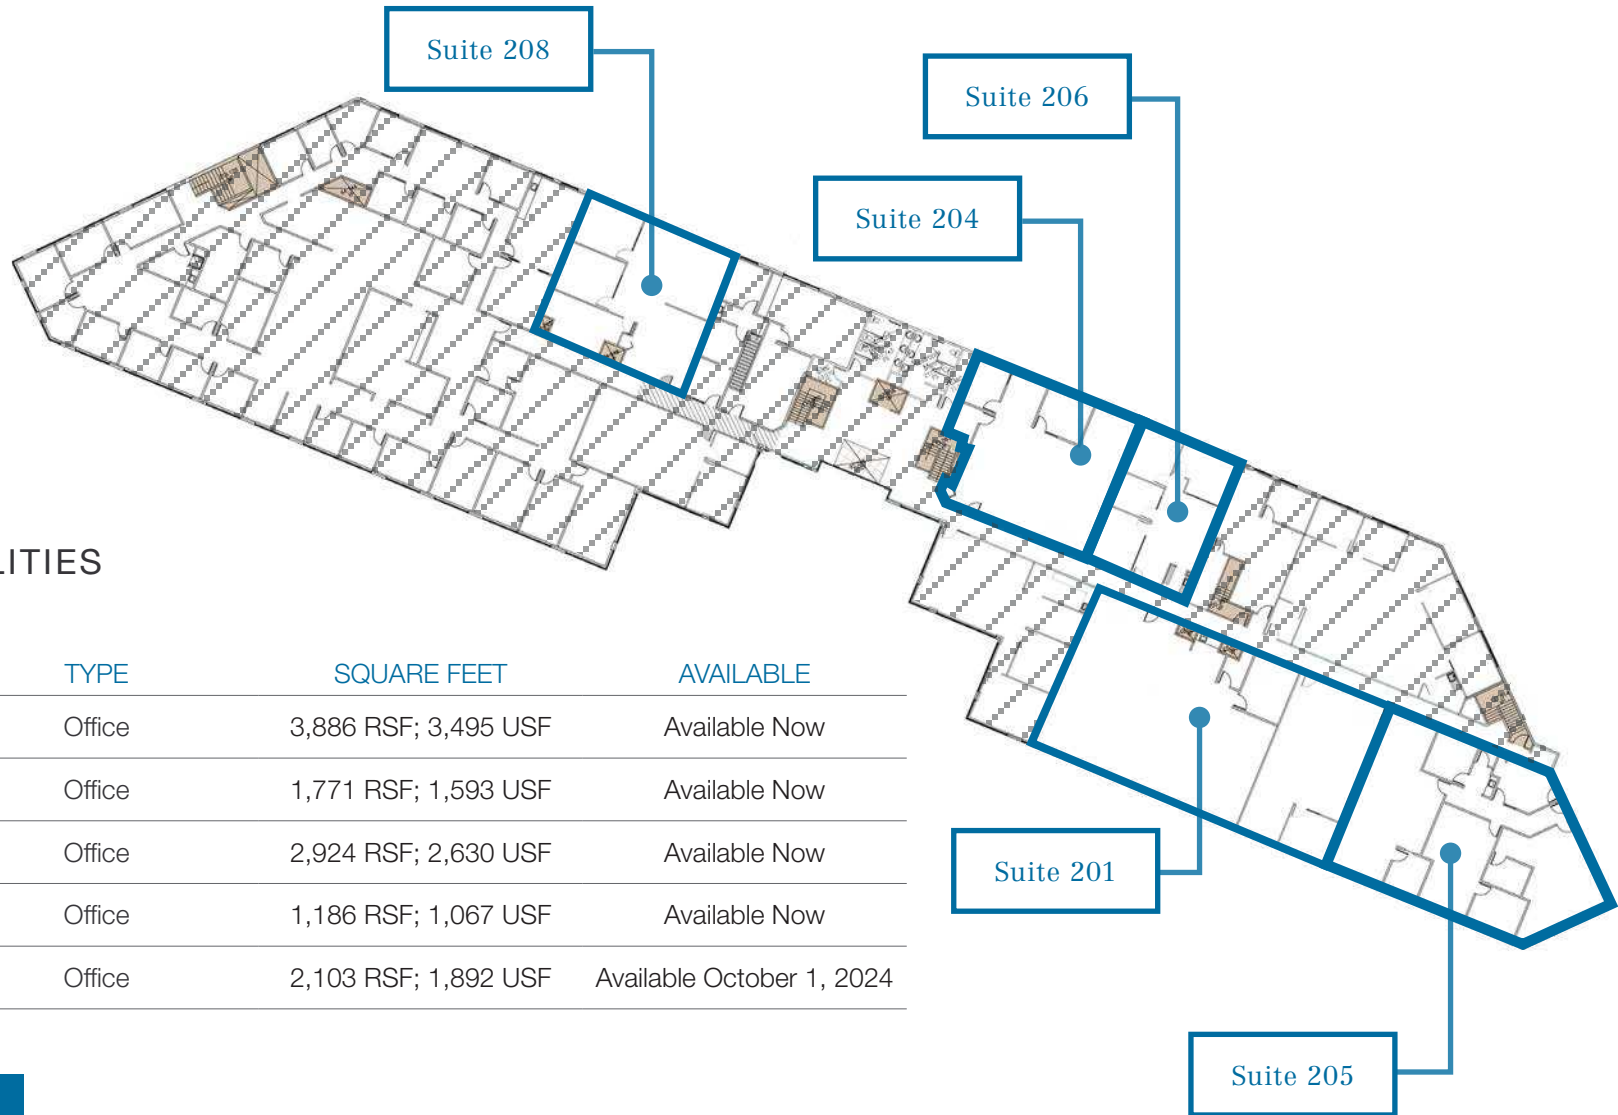 Suite 208
Suite 206
Suite 204
LITIES
TYPE SQUARE FEET AVAILABLE
Office 3,886 RSF; 3,495 USF Available Now
Office 1,771 RSF; 1,593 USF Available Now
Office 2,924 RSF; 2,630 USF Available Now
Office 1,186 RSF; 1,067 USF Available Now
Office 2,103 RSF; 1,892 USF Available October 1, 2024
Suite 201
Suite 205